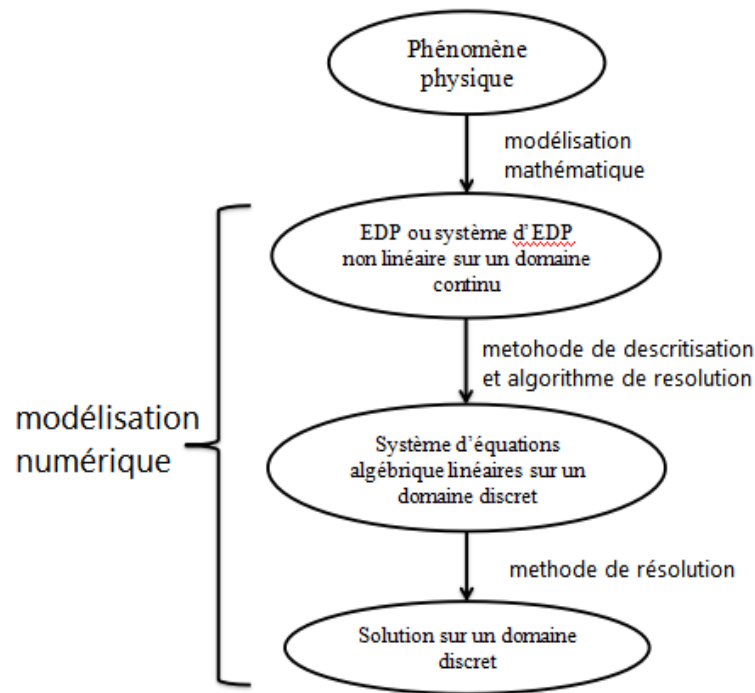 Phénomène
physique
modélisation
mathématique
EDP ou système d'EDP
non linéaire sur un domaine
continu
metohode de descritisation
et algorithme de resolution
modélisation
numérique
Système d'équations
algébrique linéaires sur un
domaine discret
methode de résolution
Solution sur un domaine
discret